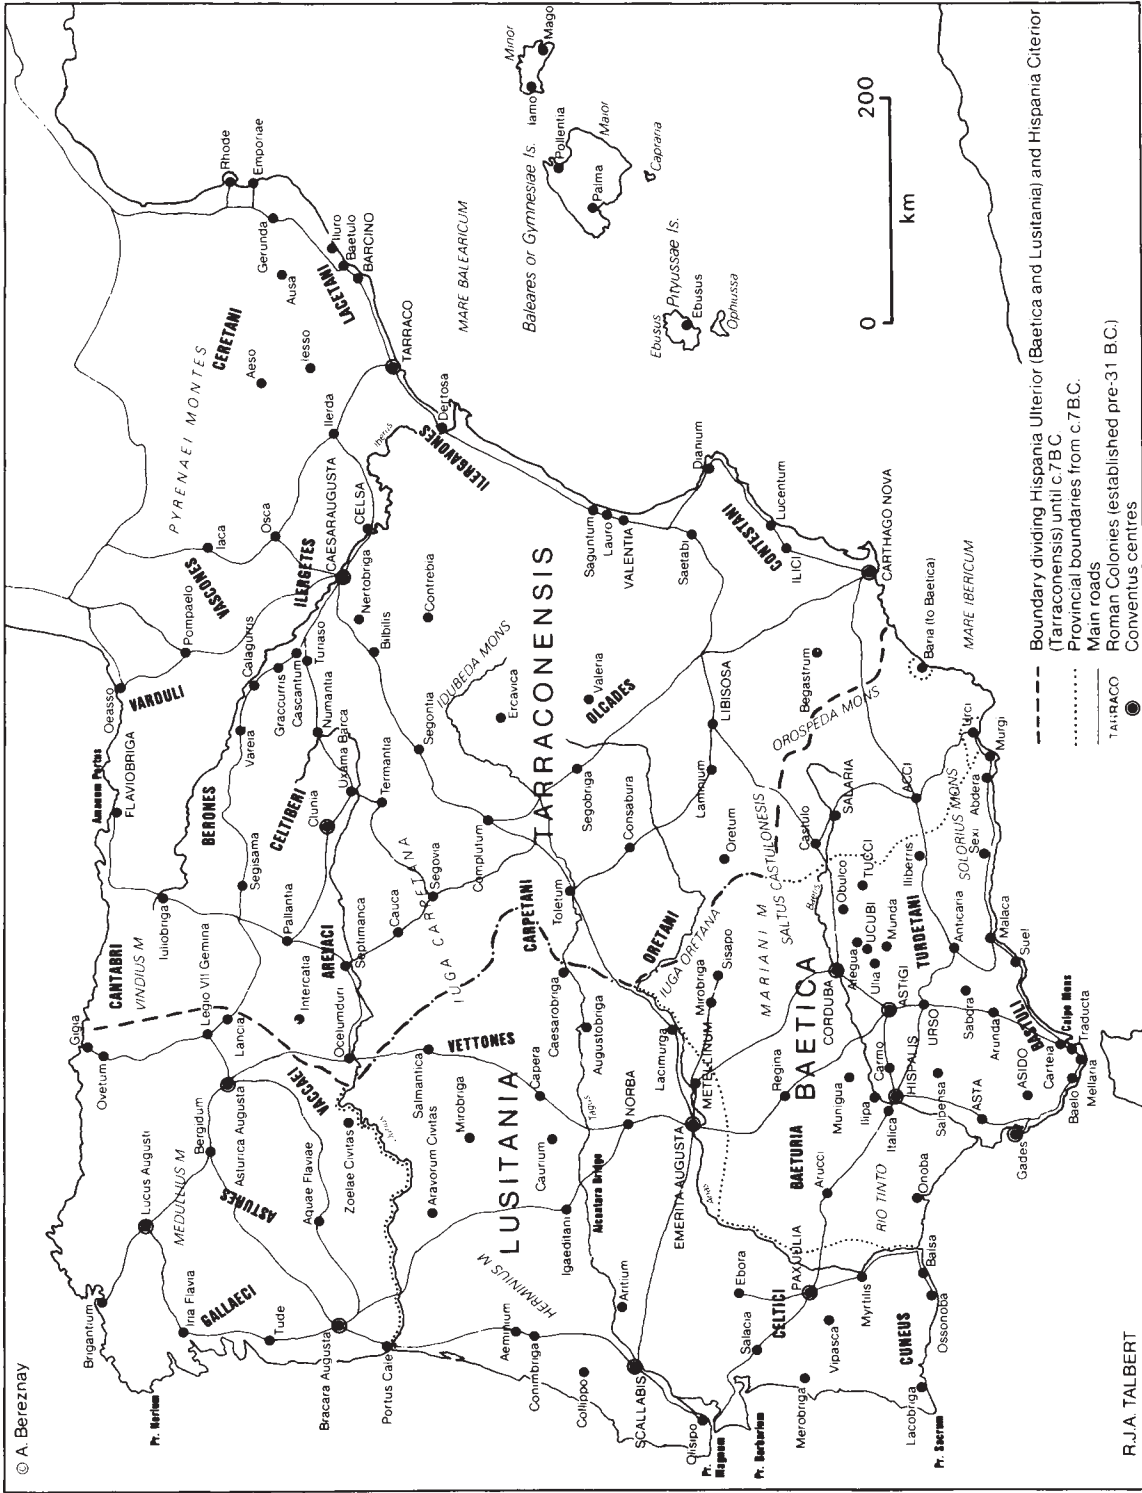 © A. Bereznay
Pr. Nerium
Brigantium
Iria Flavia
GALLAECI
Tude
Bracara Augusta
Portus Cale
Lucus Augusti
MEDULLIUS M
ASTURES
Bergidum
Asturica Augusta
Aquae Flaviae
Zoelae Civitas
Gigia
Ovetum
Legio VII Gemina
Lancia
VACCAEI
Ocelumduri
CANTABRI
VINDIUS M
Iuliobriga
Intercatia
Pallantia
AREVACI
Septimanca
Cauca
Segisama
Amanum Portus
FLAVIOBRIGA
BERONES
CELTIBERI
Clunia
Uxama Barca
Termantia
Segovia
IUGA CARPETANA
Oeasso
VARDULI
Vareia
Calagurris
Graccurris
Cascantum
Turiaso
Numantia
Pompaelo
VASCONES
Iaca
Osca
PYRENAEI MONTES
ILERGETES
CAESARAUGUSTA
CELSA
Nertobriga
Bilbilis
Contrebia
Segontia
IDUBEDA MONS
Ercavica
Valeria
OLCADES
Complutum
TARRACONENSIS
CERETANI
Aeso
Iesso
Ilerda
Iberus
Ausa
Gerunda
Rhode
Emporiae
LACETANI
Iluro
Baetulo
BARCINO
TARRACO
Dertosa
ILERGAVONES
MARE BALEARICUM
Baleares or Gymnesiae Is.
Minor
Mago
Iamo
Pollentia
Maior
Palma
Capraria
Pityussae Is.
Ebusus
Ebusus
Ophiussa
Saguntum
Lauro
VALENTIA
Saetabi
Dianium
CONTESTANI
Lucentum
ILICI
CARTHAGO NOVA
Segobriga
Consabura
Laminium
LIBISOSA
Begastrum
OROSPEDA MONS
Baria (to Baetica)
MARE IBERICUM
Toletum
CARPETANI
ORETANI
IUGA ORETANA
Oretum
SALTUS CASTULONESIS
MARIANI M
Castulo
SALARIA
ACCI
Urci
Murgi
Abdera
Sexi
SOLORIUS MONS
Iliberris
TUCCI
Obulco
Baetis
VETTONES
Salmantica
Mirobriga
Aravorum Civitas
Capera
Caurium
Caesarobriga
Augustobriga
LUSITANIA
HERMINIUS M
Igaeditani
Alcantara Bridge
Tagus
NORBA
Lacimurga
Mirobriga
Sisapo
METELLINUM
EMERITA AUGUSTA
Anas
Aeminium
Conimbriga
Collippo
SCALLABIS
Aritium
Olisipo
Pr. Magnum
Pr. Barbarium
Ebora
Salacia
CELTICI
PAX IULIA
Vipasca
Merobriga
Myrtilis
CUNEUS
Lacobriga
Pr. Sacrum
Ossonoba
Balsa
BAETURIA
Arucci
RIO TINTO
Onoba
Regina
BAETICA
Munigua
Ilipa
Italica
Carmo
HISPALIS
Salpensa
ASTA
Gades
CORDUBA
Ategua
UCUBI
Ulia
Munda
ASTIGI
URSO
TURDETANI
Anticaria
Sabora
Arunda
Malaca
Suel
BASTULI
Calpe Mons
ASIDO
Carteia
Traducta
Mellaria
Baelo
0
200
km
Boundary dividing Hispania Ulterior (Baetica and Lusitania) and Hispania Citerior
(Tarraconensis) until c.7 B.C.
Provincial boundaries from c.7 B.C.
Main roads
TARRACO Roman Colonies (established pre-31 B.C.)
Conventus centres
R.J.A. TALBERT